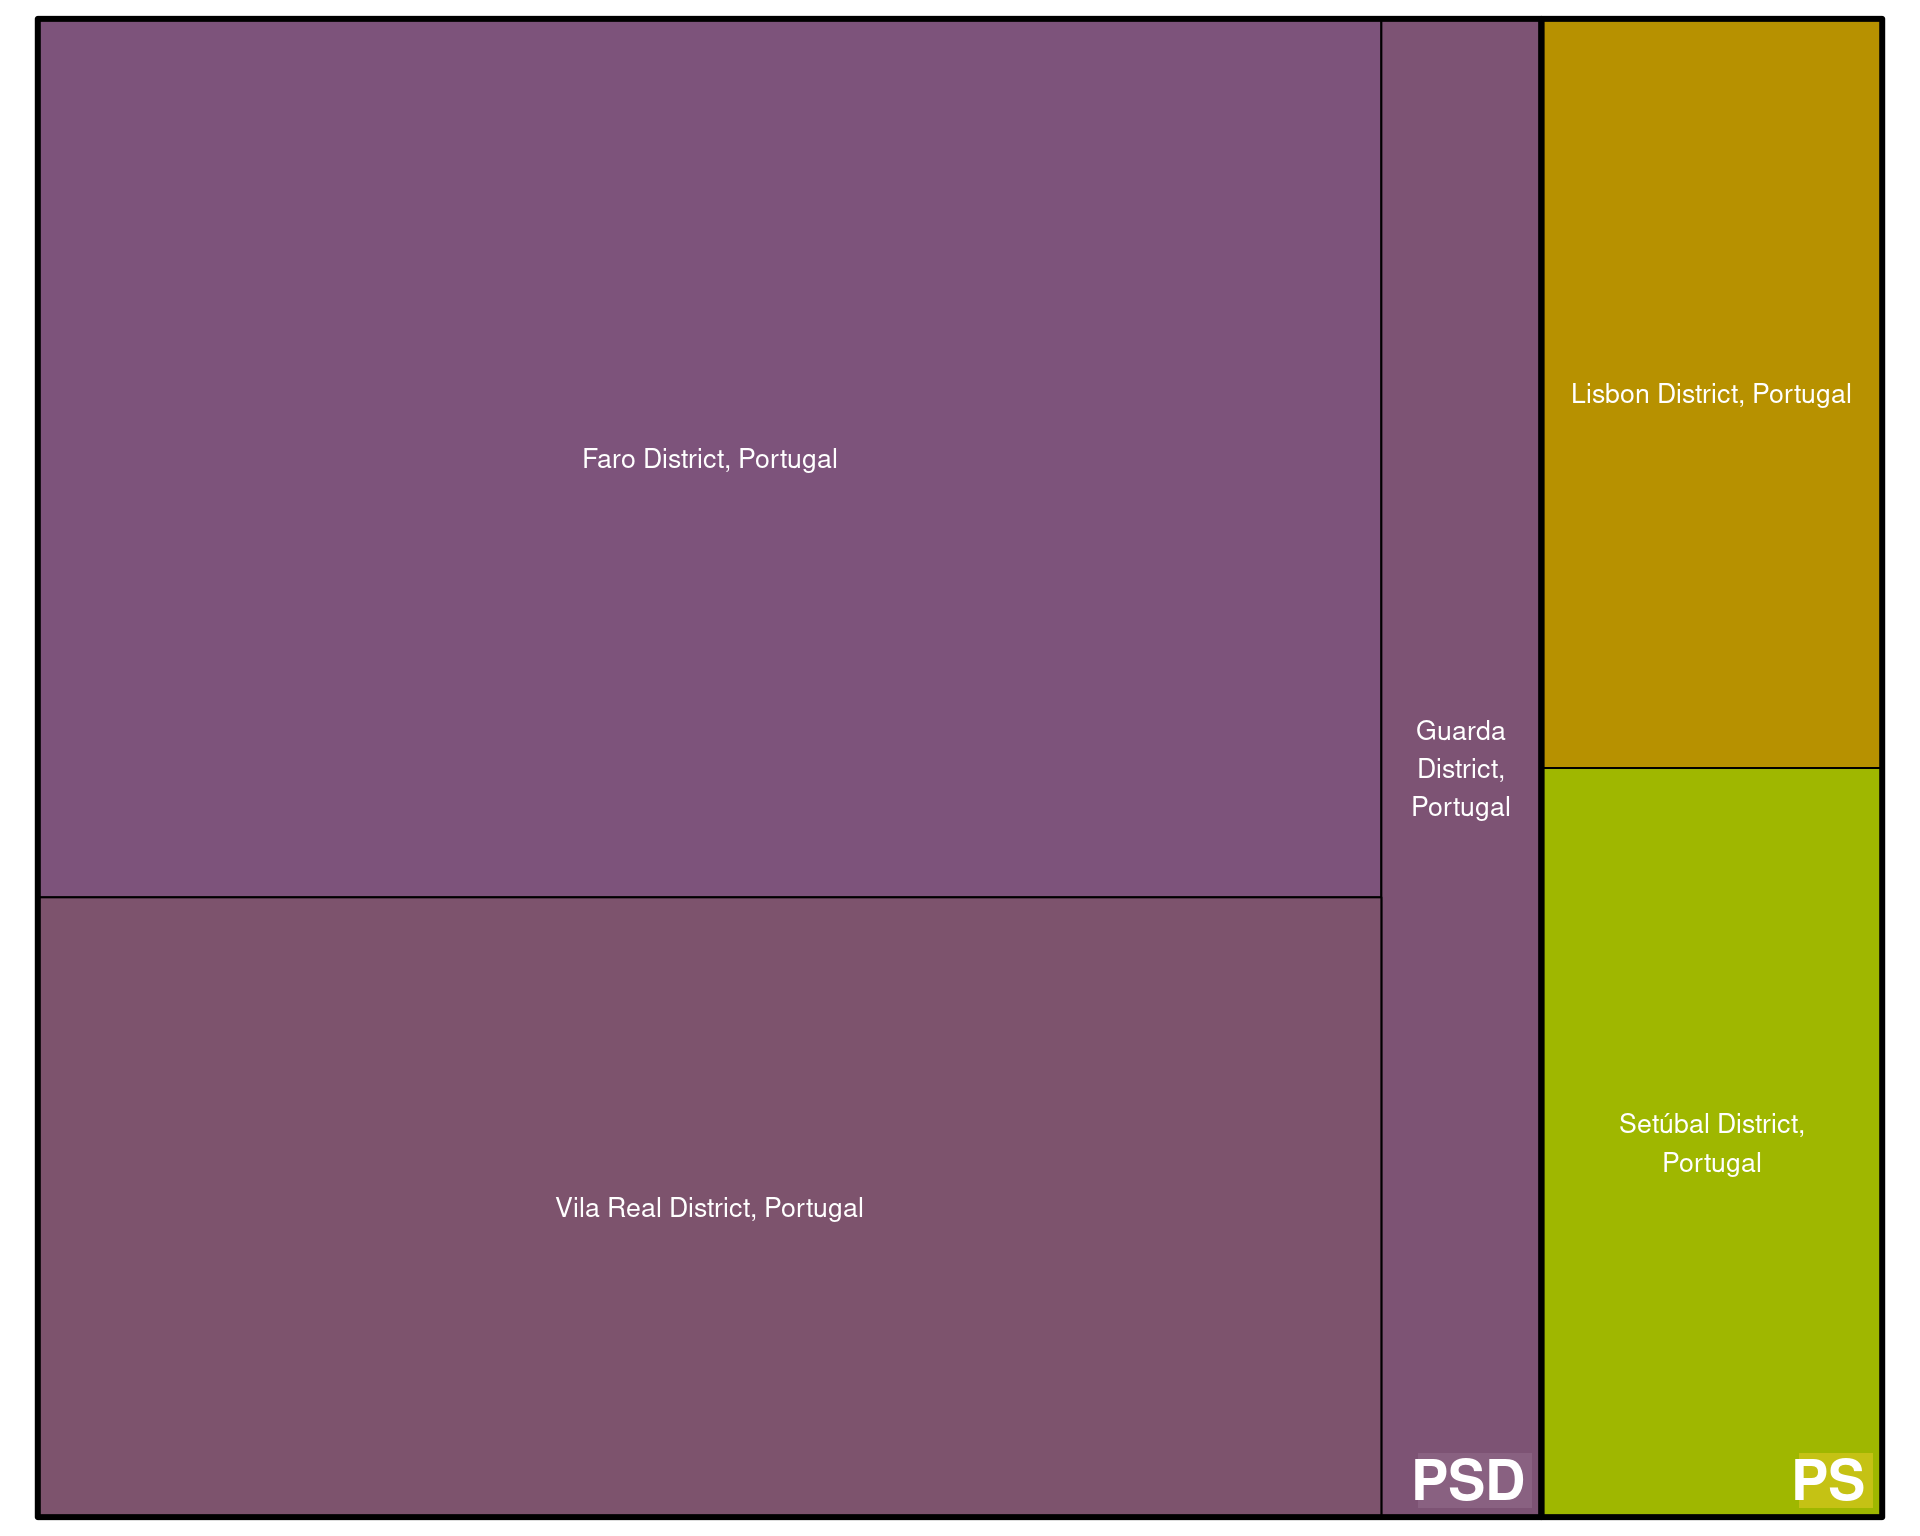 Faro District, Portugal
Vila Real District, Portugal
Guarda
District,
Portugal
PSD
Lisbon District, Portugal
Setúbal District,
Portugal
PS